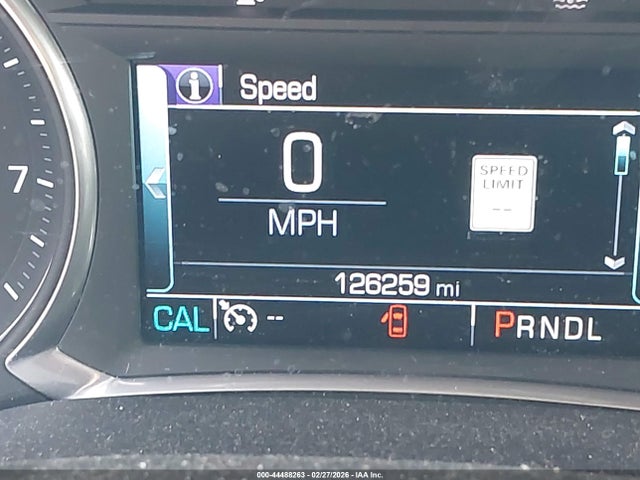 Speed
7
0
MPH
SPEED
LIMIT
--
126259 mi
CAL
--
PRNDL
000-44488263 - 02/27/2026 - IAA Inc.